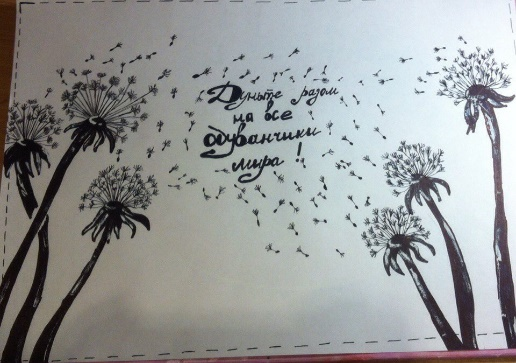 Дуньте разом
на все
одуванчики
мира!